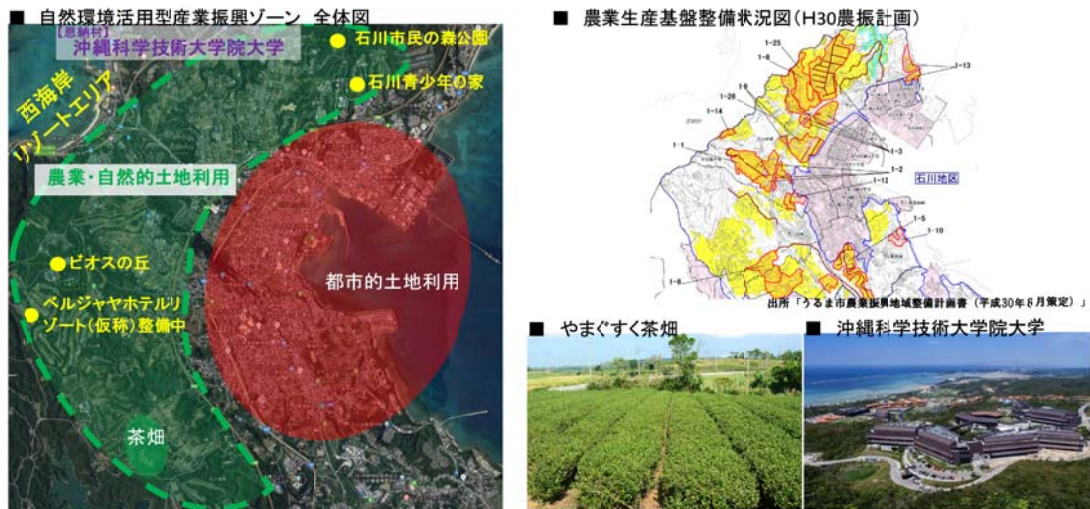 ■ 自然環境活用型産業振興ゾーン 全体図
【恩納村】
沖縄科学技術大学院大学
石川市民の森公園
石川青少年の家
西海岸
リゾートエリア
農業・自然的土地利用
都市的土地利用
ビオスの丘
ベルジャヤホテルリ
ゾート(仮称)整備中
茶畑
■ 農業生産基盤整備状況図(H30農振計画)
1-25
1-8
1-9
1-26
1-14
1-1
1-13
1-3
1-2
1-12
石川地区
1-5
1-10
1-6
出所「うるま市農業振興地域整備計画書(平成30年8月策定)」
■ やまぐすく茶畑
■ 沖縄科学技術大学院大学